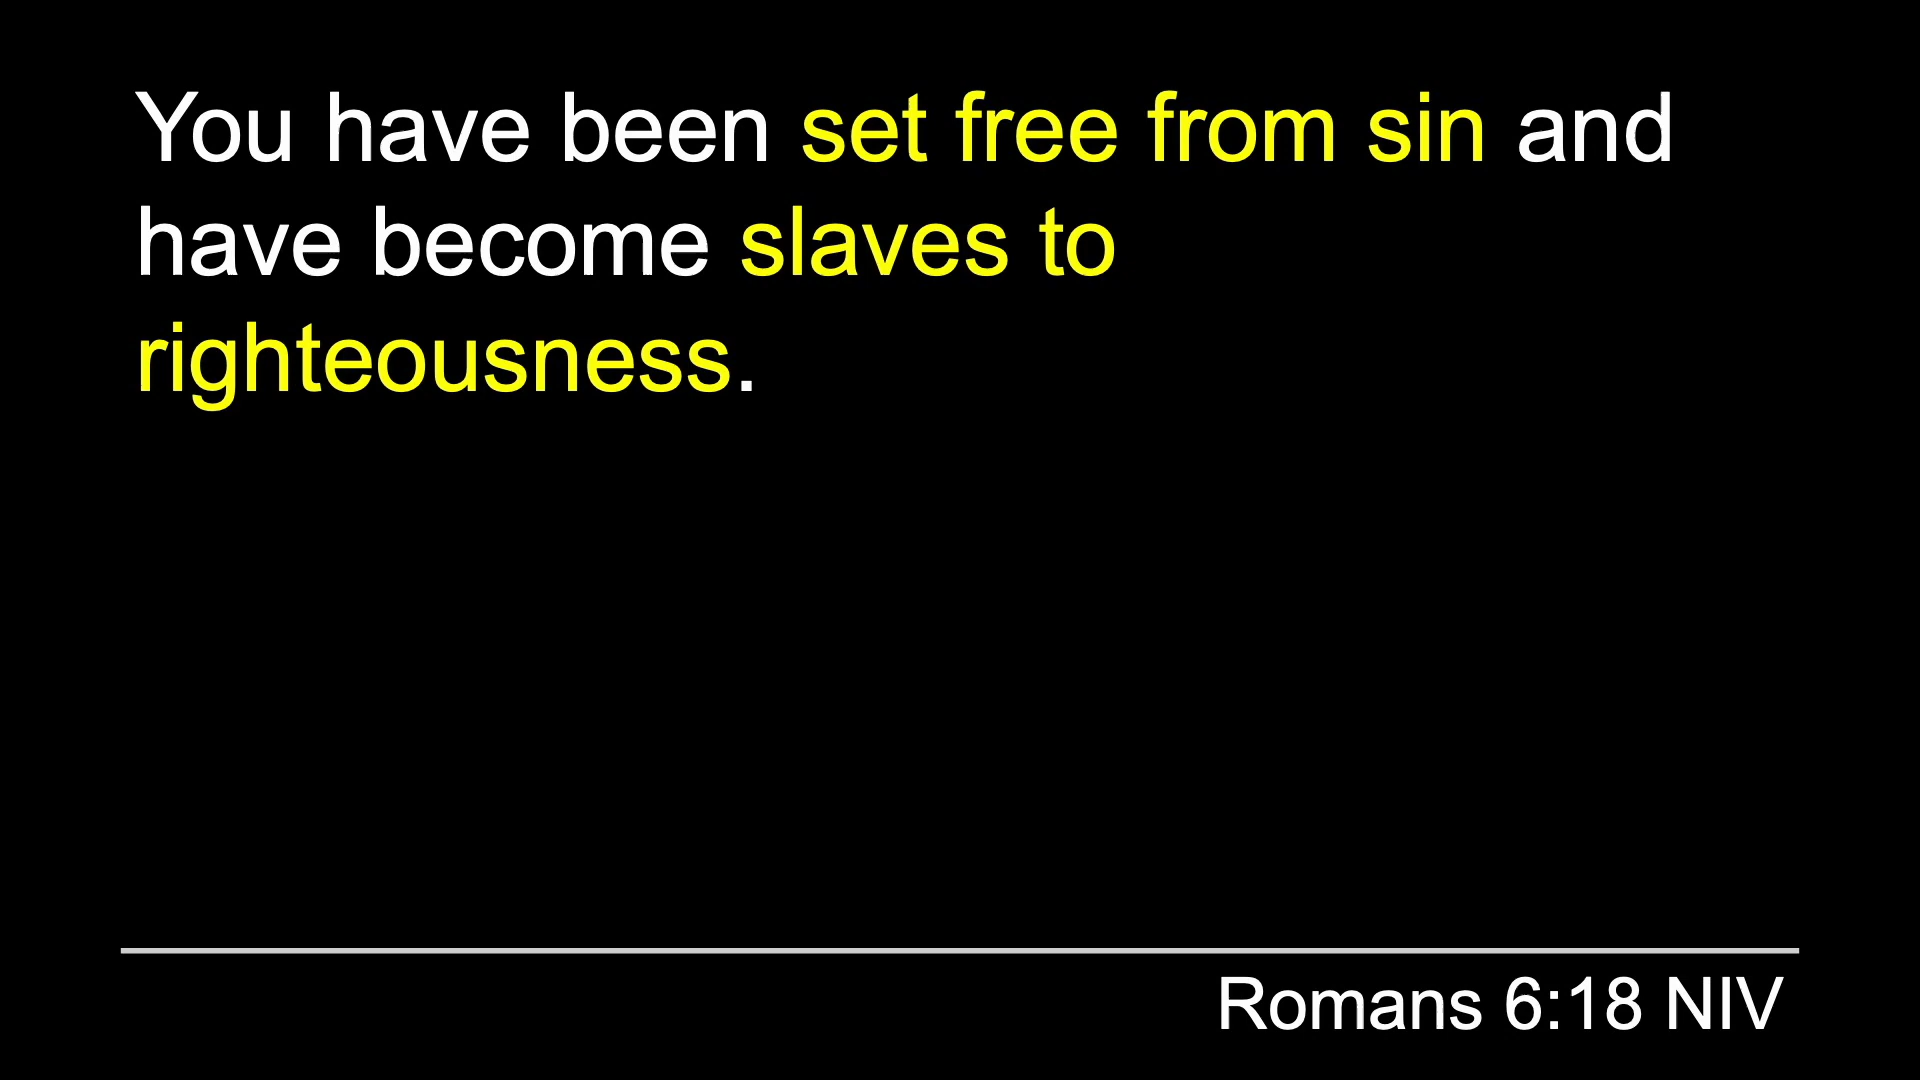 You have been set free from sin and
have become slaves to
righteousness.
Romans 6:18 NIV